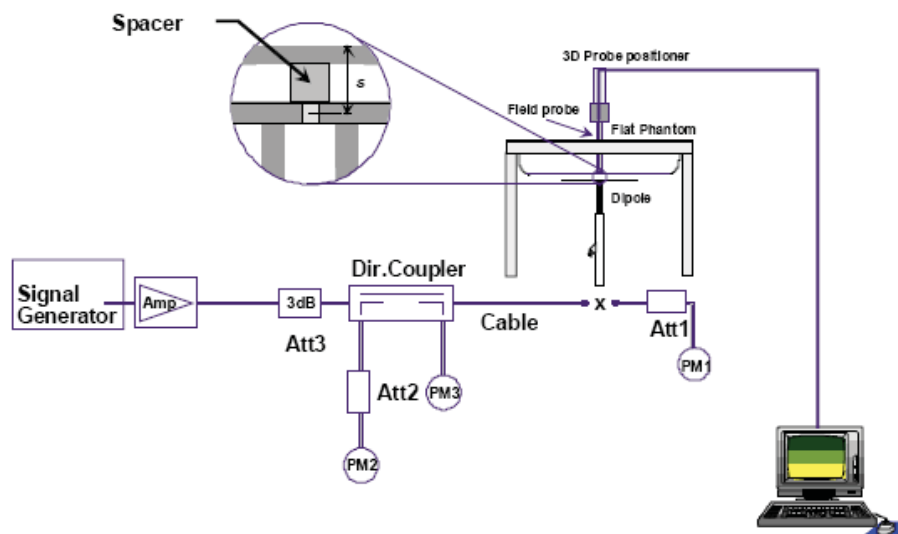 Spacer
s
3D Probe positioner
Field probe
Flat Phantom
Dipole
Signal
Generator
Amp
3dB
Att3
Dir.Coupler
Cable
x
Att1
PM1
Att2
PM3
PM2